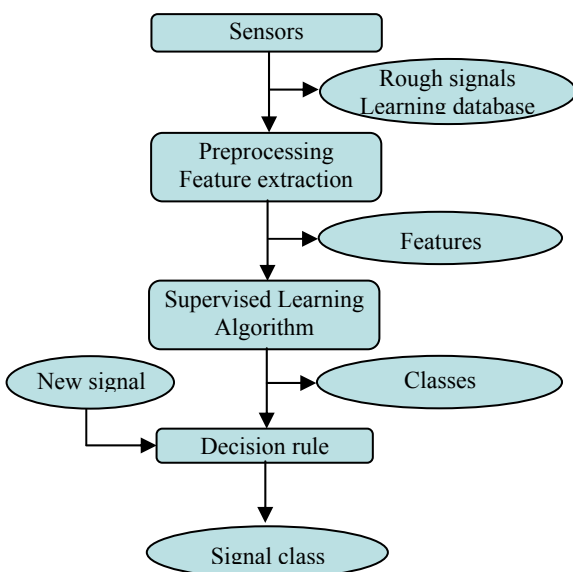 Sensors
Rough signals
Learning database
Preprocessing
Feature extraction
Features
Supervised Learning
Algorithm
New signal
Classes
Decision rule
Signal class